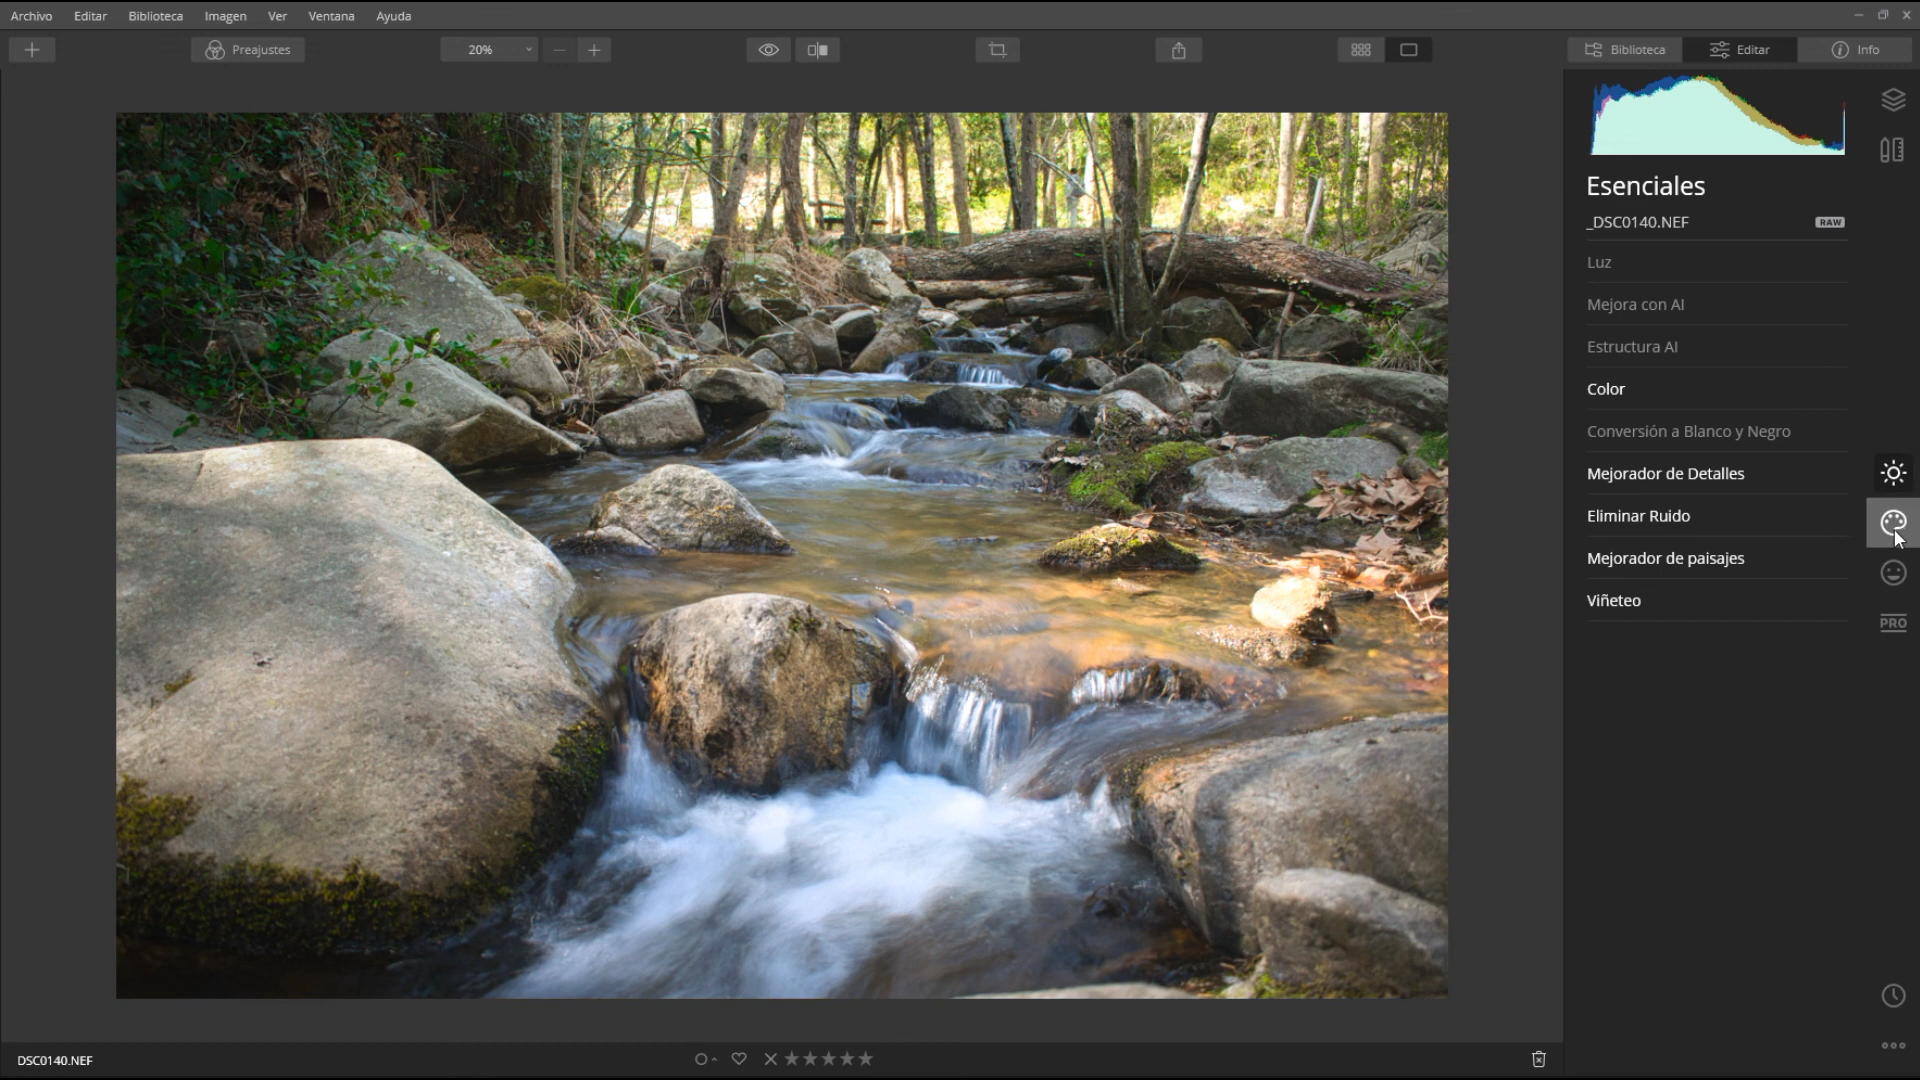 Archivo Editar Biblioteca Imagen Ver Ventana Ayuda
Preajustes 20% Biblioteca Editar Info
Esenciales
_DSC0140.NEF RAW
Luz
Mejora con AI
Estructura AI
Color
Conversión a Blanco y Negro
Mejorador de Detalles
Eliminar Ruido
Mejorador de paisajes
Viñeteo
PRO
DSC0140.NEF